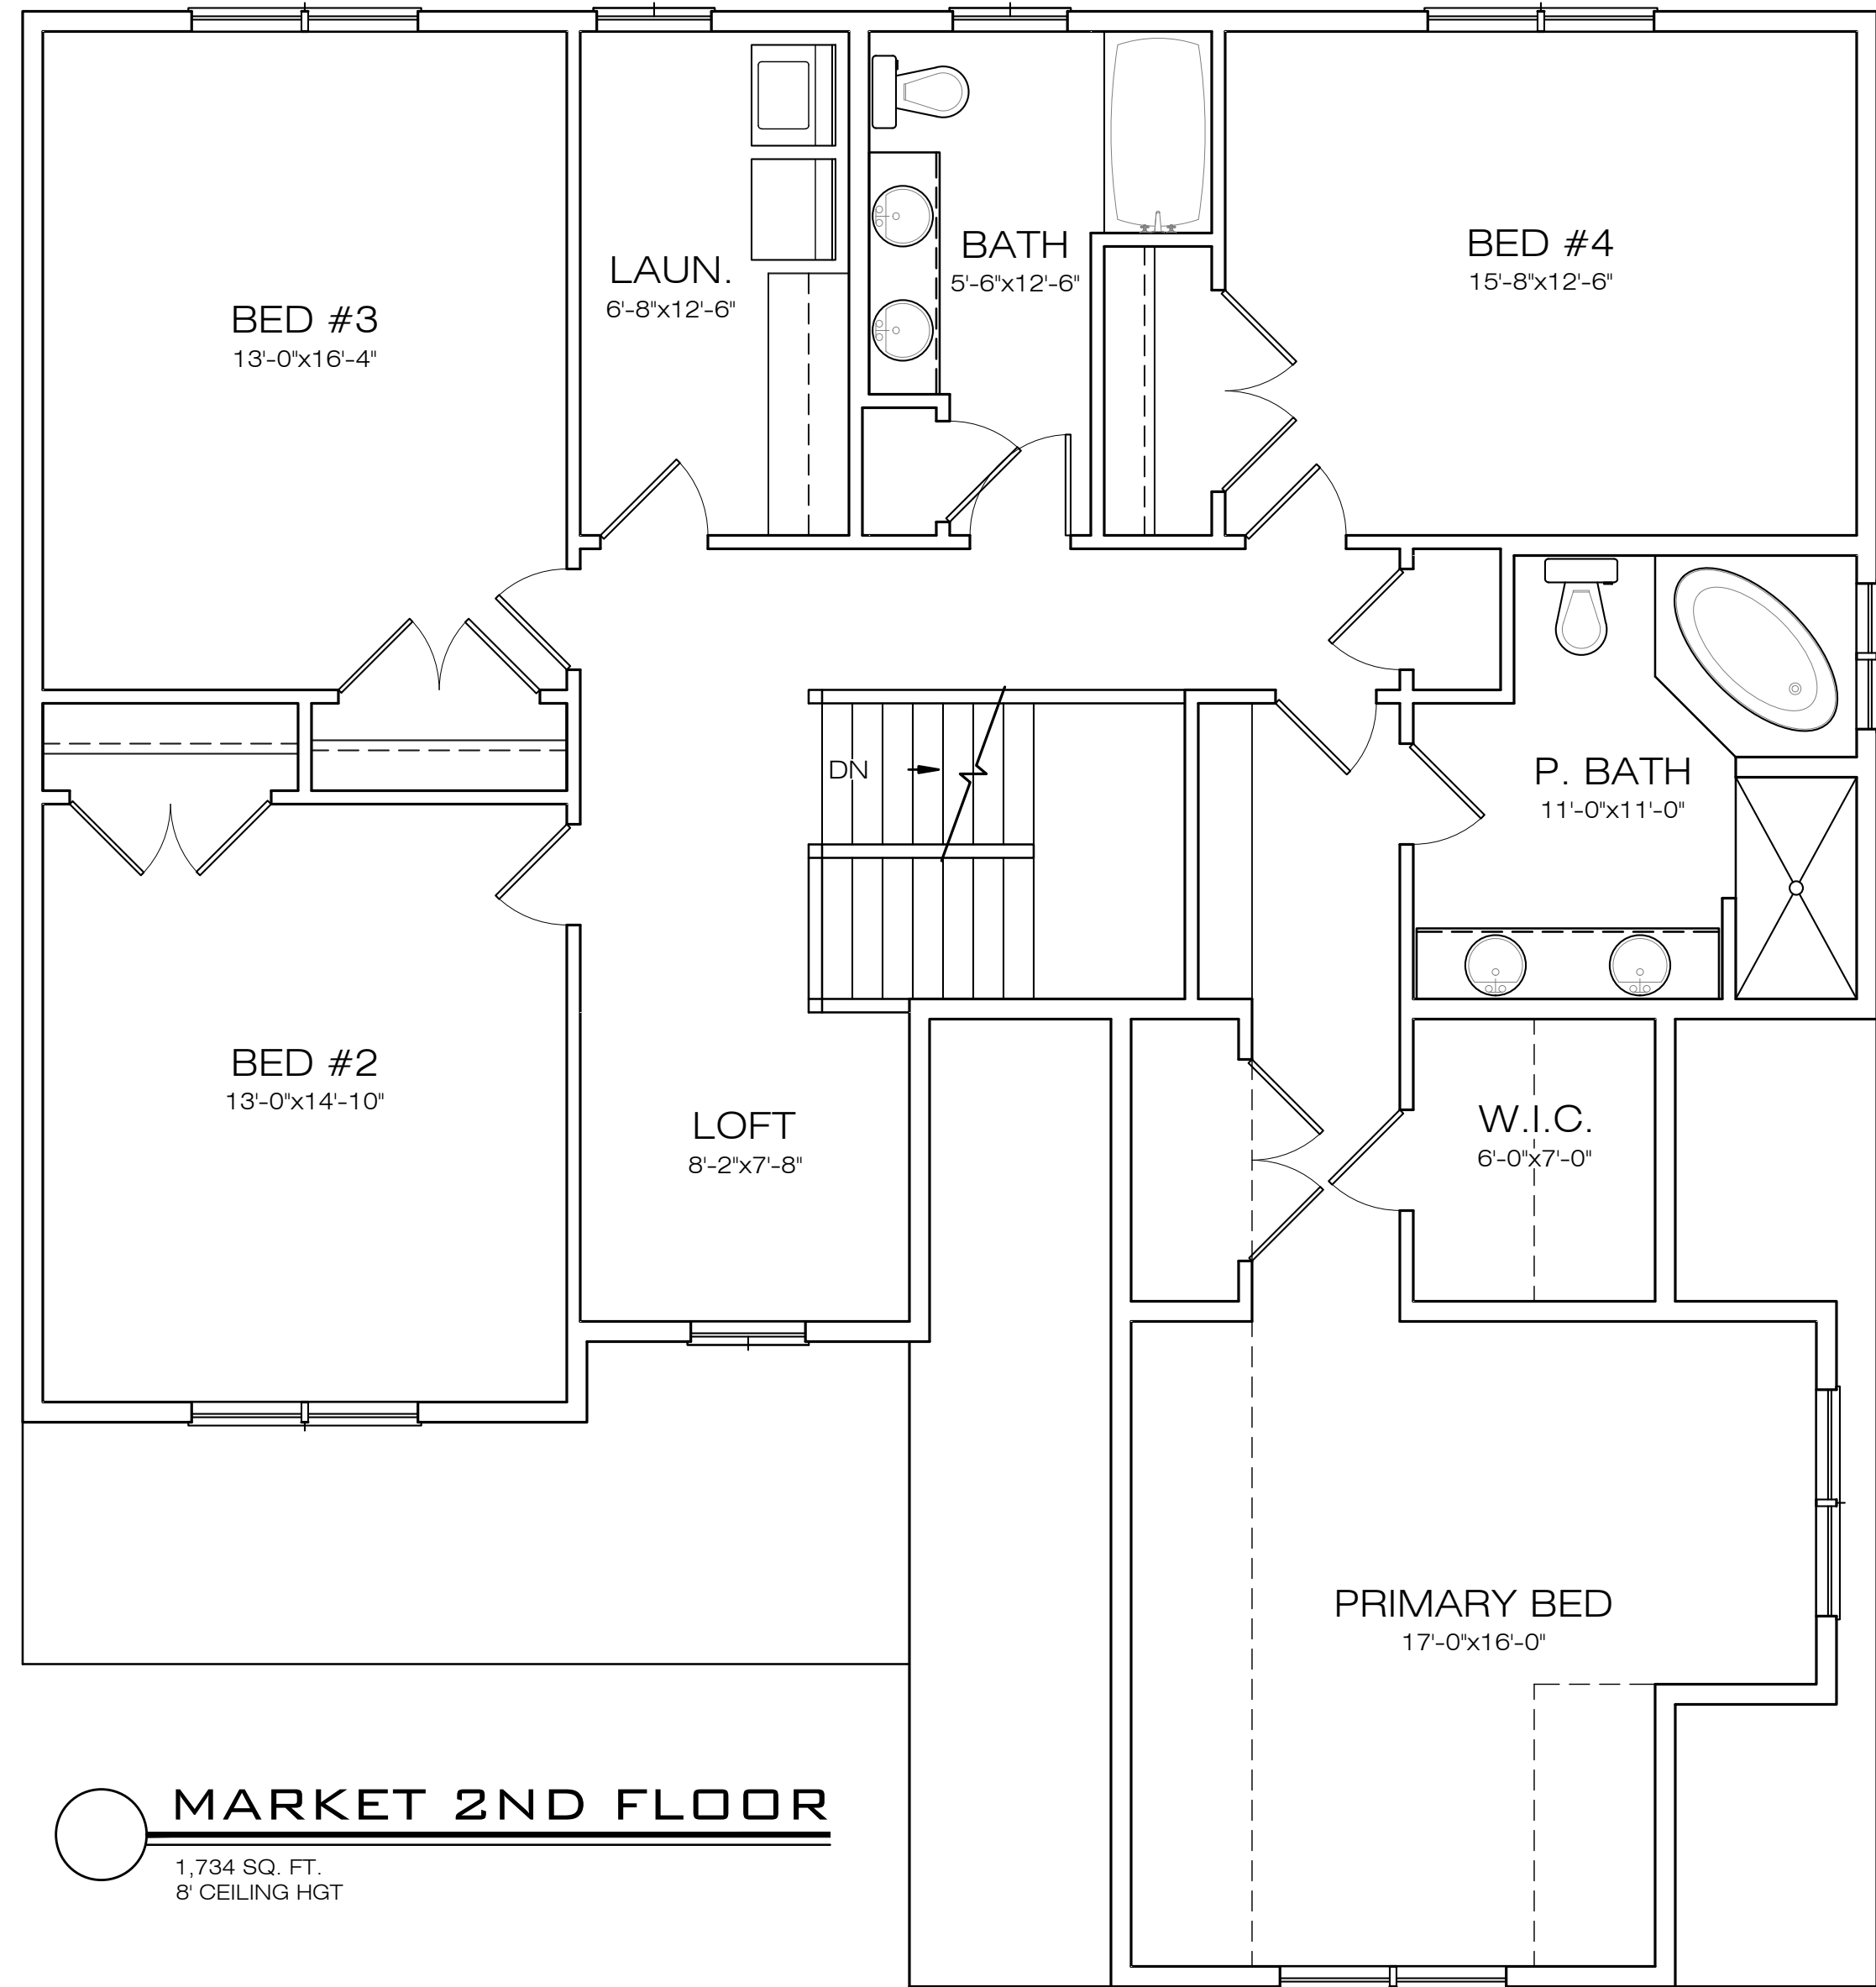 BED #3
13'-0"x16'-4"
LAUN.
6'-8"x12'-6"
BATH
5'-6"x12'-6"
BED #4
15'-8"x12'-6"
DN
P. BATH
11'-0"x11'-0"
BED #2
13'-0"x14'-10"
LOFT
8'-2"x7'-8"
W.I.C.
6'-0"x7'-0"
PRIMARY BED
17'-0"x16'-0"
MARKET 2ND FLOOR
1,734 SQ. FT.
8' CEILING HGT